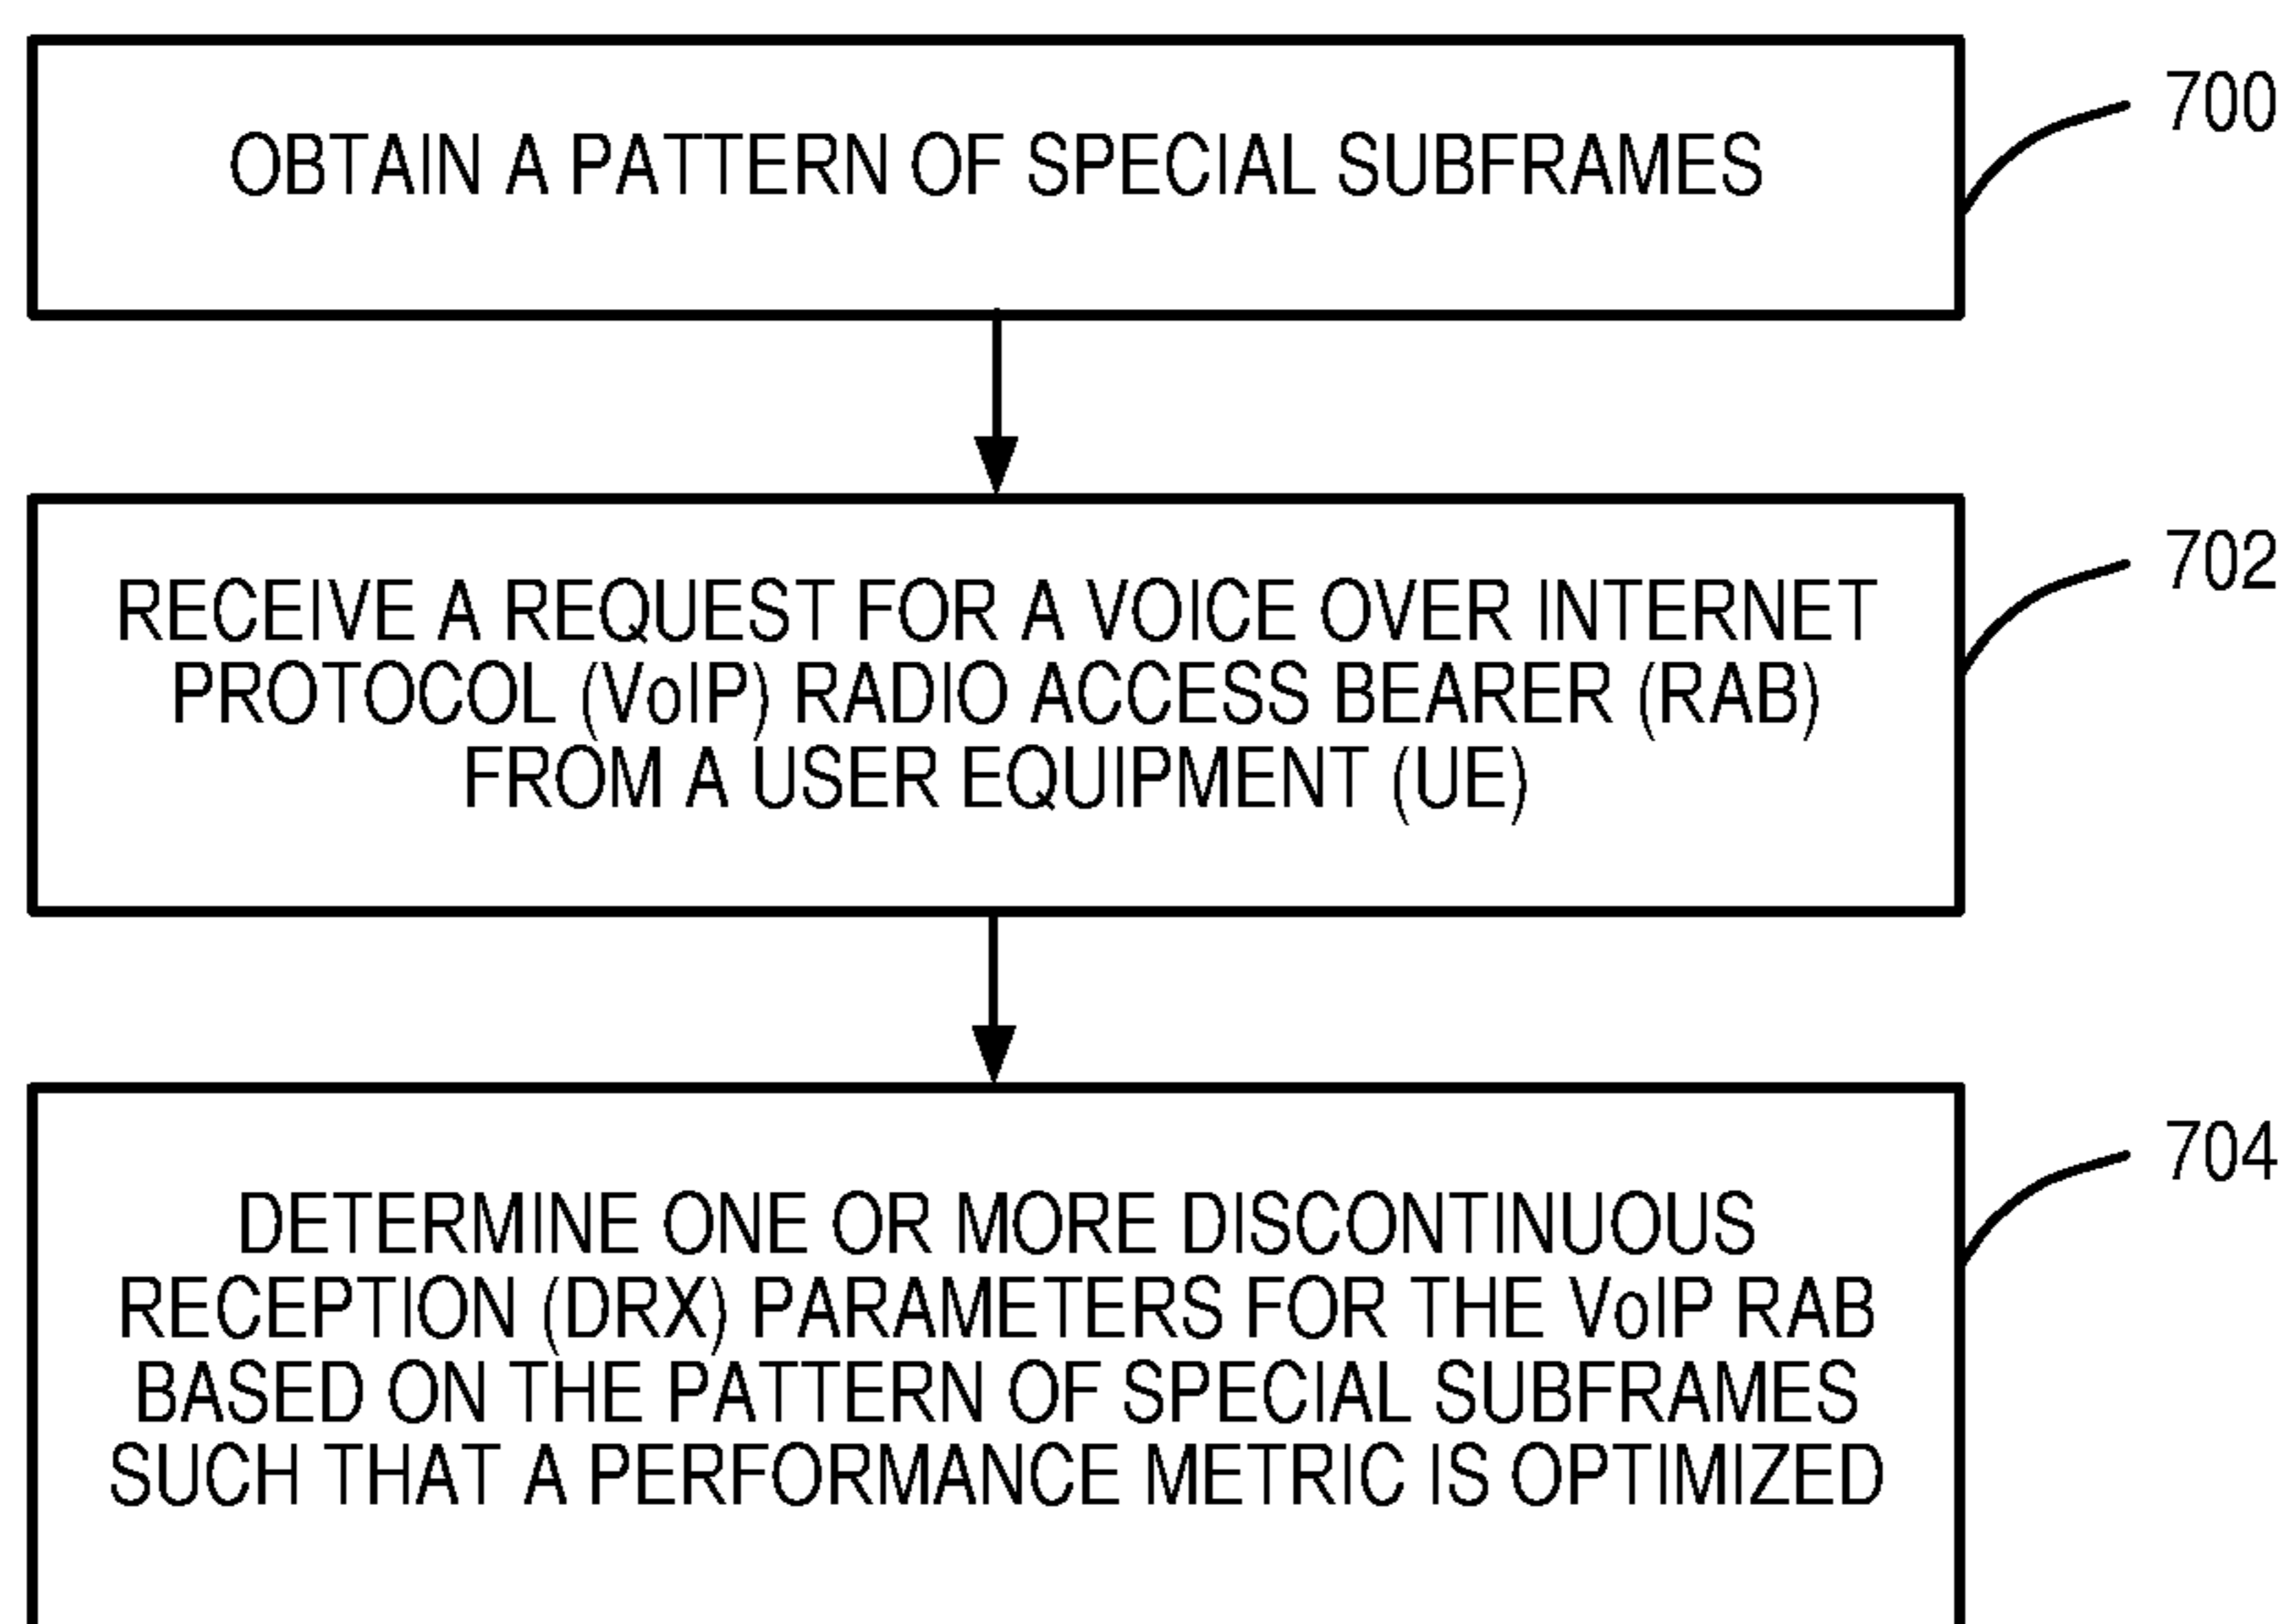 OBTAIN A PATTERN OF SPECIAL SUBFRAMES
700
RECEIVE A REQUEST FOR A VOICE OVER INTERNET
PROTOCOL (VoIP) RADIO ACCESS BEARER (RAB)
FROM A USER EQUIPMENT (UE)
702
DETERMINE ONE OR MORE DISCONTINUOUS
RECEPTION (DRX) PARAMETERS FOR THE VoIP RAB
BASED ON THE PATTERN OF SPECIAL SUBFRAMES
SUCH THAT A PERFORMANCE METRIC IS OPTIMIZED
704